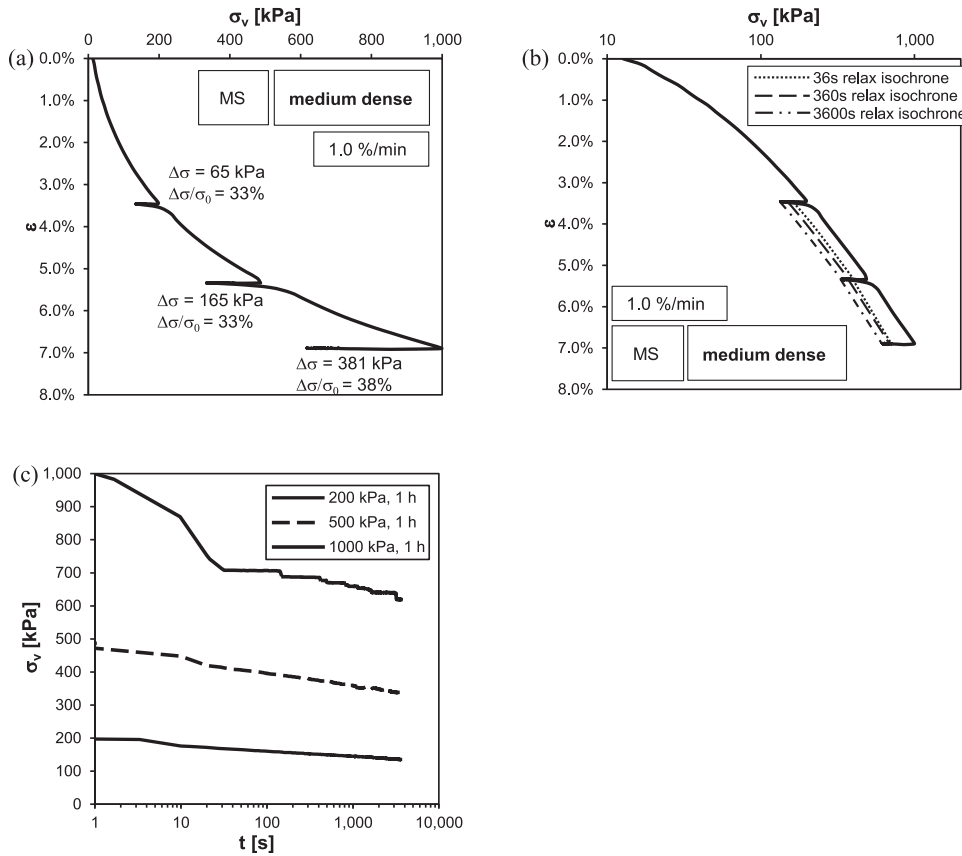 (a)
σv [kPa]
0 200 400 600 800 1,000
0.0%
1.0%
2.0%
3.0%
4.0%
5.0%
6.0%
7.0%
8.0%
ε
MS
medium dense
1.0 %/min
Δσ = 65 kPa
Δσ/σ0 = 33%
Δσ = 165 kPa
Δσ/σ0 = 33%
Δσ = 381 kPa
Δσ/σ0 = 38%
(b)
σv [kPa]
10 100 1,000
0.0%
1.0%
2.0%
3.0%
4.0%
5.0%
6.0%
7.0%
8.0%
ε
36s relax isochrone
360s relax isochrone
3600s relax isochrone
1.0 %/min
MS
medium dense
(c)
1,000
900
800
700
600
500
400
300
200
100
0
σv [kPa]
200 kPa, 1 h
500 kPa, 1 h
1000 kPa, 1 h
1 10 100 1,000 10,000
t [s]